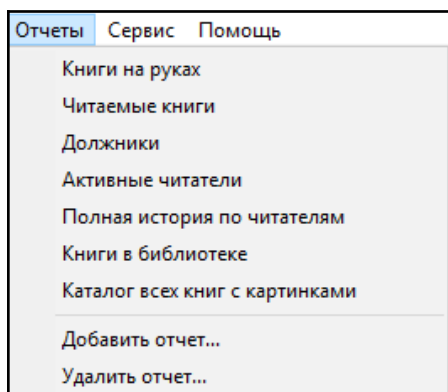 Отчеты Сервис Помощь
Книги на руках
Читаемые книги
Должники
Активные читатели
Полная история по читателям
Книги в библиотеке
Каталог всех книг с картинками
Добавить отчет...
Удалить отчет...